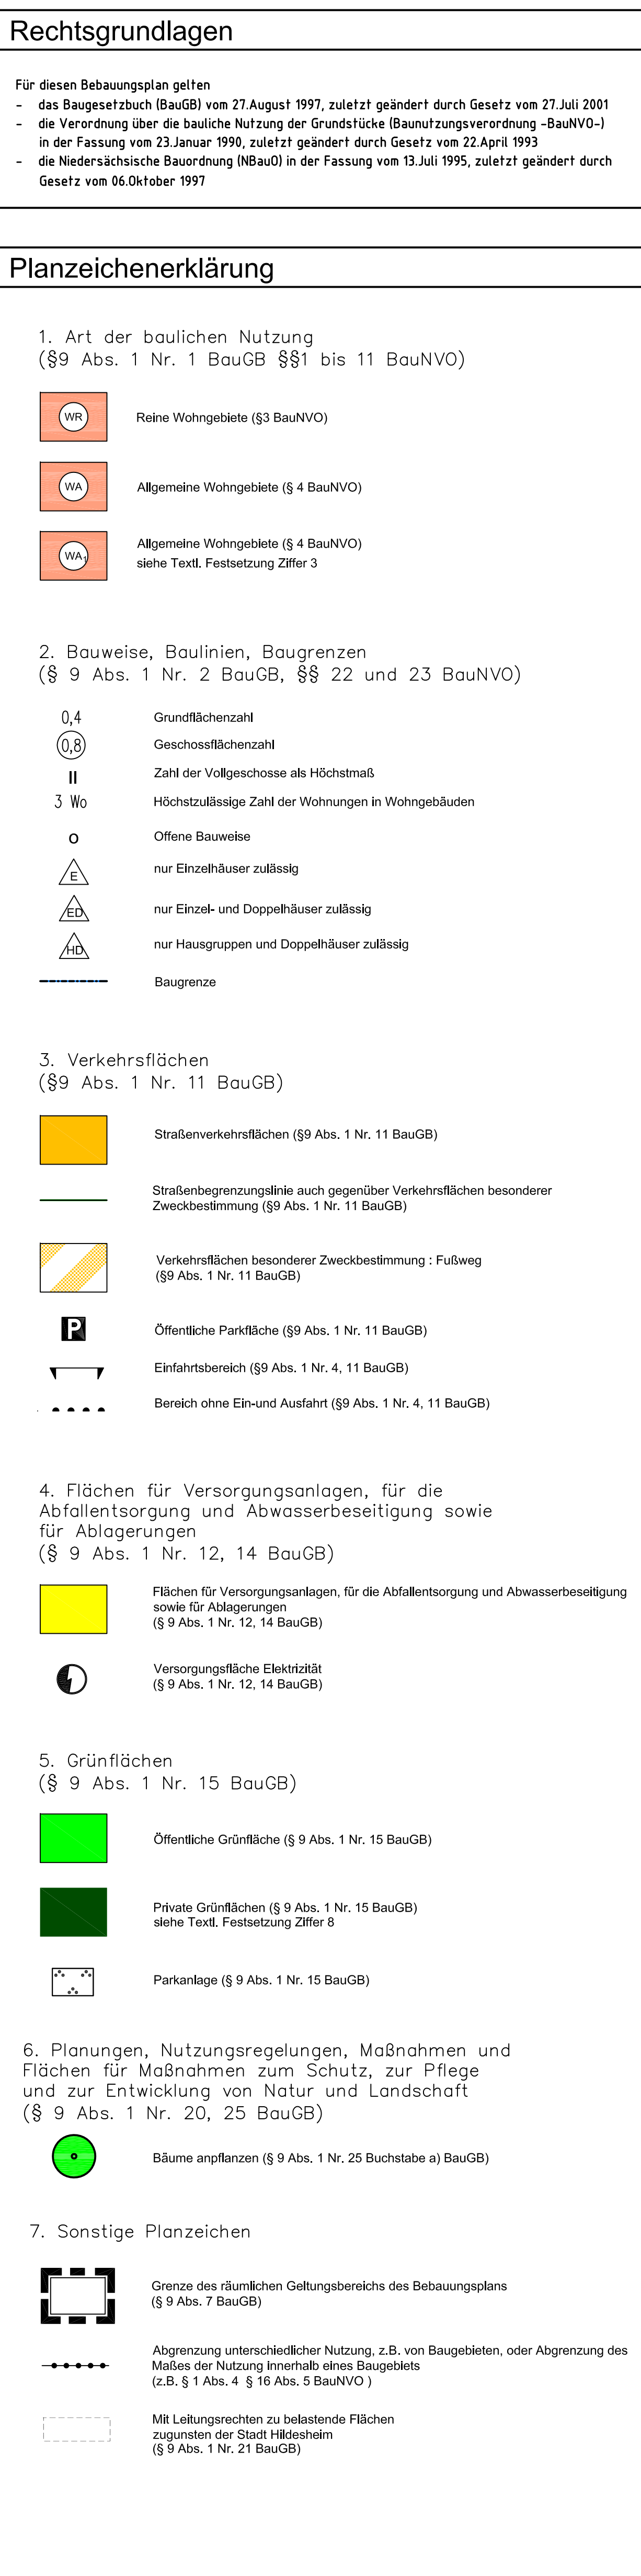 Rechtsgrundlagen
Für diesen Bebauungsplan gelten
- das Baugesetzbuch (BauGB) vom 27.August 1997, zuletzt geändert durch Gesetz vom 27.Juli 2001
- die Verordnung über die bauliche Nutzung der Grundstücke (Baunutzungsverordnung -BauNVO-)
in der Fassung vom 23.Januar 1990, zuletzt geändert durch Gesetz vom 22.April 1993
- die Niedersächsische Bauordnung (NBauO) in der Fassung vom 13.Juli 1995, zuletzt geändert durch
Gesetz vom 06.Oktober 1997
Planzeichenerklärung
1. Art der baulichen Nutzung
(§9 Abs. 1 Nr. 1 BauGB §§1 bis 11 BauNVO)
WR Reine Wohngebiete (§3 BauNVO)
WA Allgemeine Wohngebiete (§ 4 BauNVO)
WA1 Allgemeine Wohngebiete (§ 4 BauNVO)
siehe Textl. Festsetzung Ziffer 3
2. Bauweise, Baulinien, Baugrenzen
(§ 9 Abs. 1 Nr. 2 BauGB, §§ 22 und 23 BauNVO)
0,4 Grundflächenzahl
0,8 Geschossflächenzahl
II Zahl der Vollgeschosse als Höchstmaß
3 Wo Höchstzulässige Zahl der Wohnungen in Wohngebäuden
o Offene Bauweise
E nur Einzelhäuser zulässig
ED nur Einzel- und Doppelhäuser zulässig
HD nur Hausgruppen und Doppelhäuser zulässig
Baugrenze
3. Verkehrsflächen
(§9 Abs. 1 Nr. 11 BauGB)
Straßenverkehrsflächen (§9 Abs. 1 Nr. 11 BauGB)
Straßenbegrenzungslinie auch gegenüber Verkehrsflächen besonderer
Zweckbestimmung (§9 Abs. 1 Nr. 11 BauGB)
Verkehrsflächen besonderer Zweckbestimmung : Fußweg
(§9 Abs. 1 Nr. 11 BauGB)
P Öffentliche Parkfläche (§9 Abs. 1 Nr. 11 BauGB)
Einfahrtsbereich (§9 Abs. 1 Nr. 4, 11 BauGB)
Bereich ohne Ein-und Ausfahrt (§9 Abs. 1 Nr. 4, 11 BauGB)
4. Flächen für Versorgungsanlagen, für die
Abfallentsorgung und Abwasserbeseitigung sowie
für Ablagerungen
(§ 9 Abs. 1 Nr. 12, 14 BauGB)
Flächen für Versorgungsanlagen, für die Abfallentsorgung und Abwasserbeseitigung
sowie für Ablagerungen
(§ 9 Abs. 1 Nr. 12, 14 BauGB)
Versorgungsfläche Elektrizität
(§ 9 Abs. 1 Nr. 12, 14 BauGB)
5. Grünflächen
(§ 9 Abs. 1 Nr. 15 BauGB)
Öffentliche Grünfläche (§ 9 Abs. 1 Nr. 15 BauGB)
Private Grünflächen (§ 9 Abs. 1 Nr. 15 BauGB)
siehe Textl. Festsetzung Ziffer 8
Parkanlage (§ 9 Abs. 1 Nr. 15 BauGB)
6. Planungen, Nutzungsregelungen, Maßnahmen und
Flächen für Maßnahmen zum Schutz, zur Pflege
und zur Entwicklung von Natur und Landschaft
(§ 9 Abs. 1 Nr. 20, 25 BauGB)
Bäume anpflanzen (§ 9 Abs. 1 Nr. 25 Buchstabe a) BauGB)
7. Sonstige Planzeichen
Grenze des räumlichen Geltungsbereichs des Bebauungsplans
(§ 9 Abs. 7 BauGB)
Abgrenzung unterschiedlicher Nutzung, z.B. von Baugebieten, oder Abgrenzung des
Maßes der Nutzung innerhalb eines Baugebiets
(z.B. § 1 Abs. 4 § 16 Abs. 5 BauNVO )
Mit Leitungsrechten zu belastende Flächen
zugunsten der Stadt Hildesheim
(§ 9 Abs. 1 Nr. 21 BauGB)